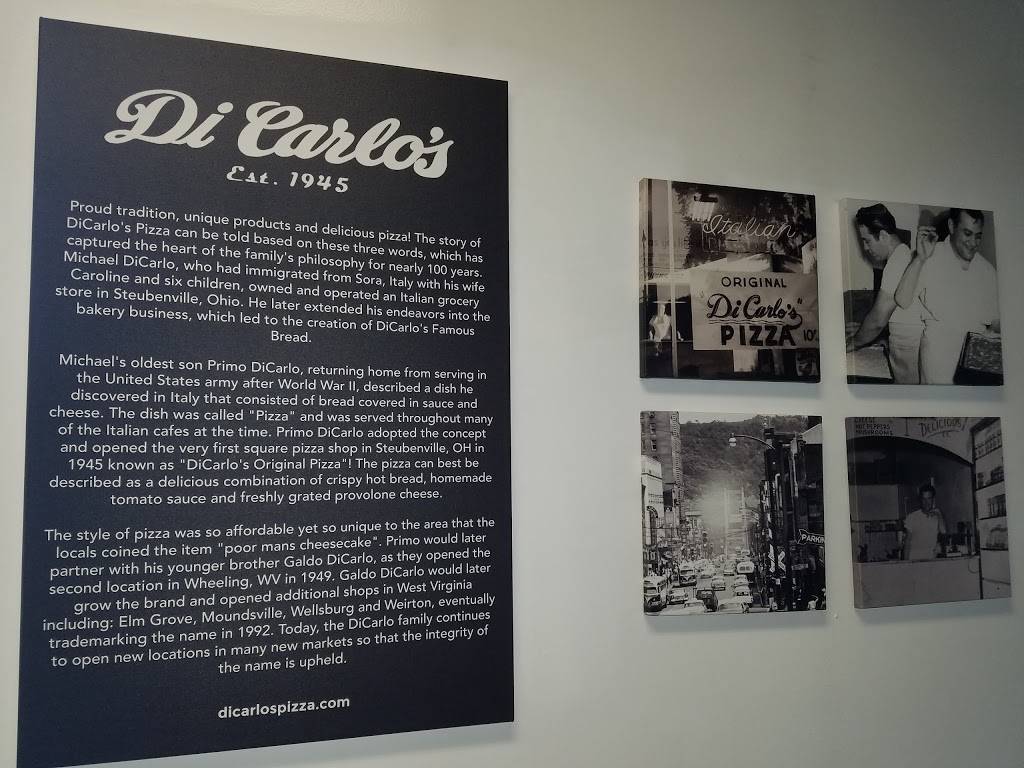 Di Carlo's
Est. 1945
Proud tradition, unique products and delicious pizza! The story of
DiCarlo's Pizza can be told based on these three words, which has
captured the heart of the family's philosophy for nearly 100 years.
Michael DiCarlo, who had immigrated from Sora, Italy with his wife
Caroline and six children, owned and operated an Italian grocery
store in Steubenville, Ohio. He later extended his endeavors into the
bakery business, which led to the creation of DiCarlo's Famous
Bread.
Michael's oldest son Primo DiCarlo, returning home from serving in
the United States army after World War II, described a dish he
discovered in Italy that consisted of bread covered in sauce and
cheese. The dish was called "Pizza" and was served throughout many
of the Italian cafes at the time. Primo DiCarlo adopted the concept
and opened the very first square pizza shop in Steubenville, OH in
1945 known as "DiCarlo's Original Pizza"! The pizza can best be
described as a delicious combination of crispy hot bread, homemade
tomato sauce and freshly grated provolone cheese.
The style of pizza was so affordable yet so unique to the area that the
locals coined the item "poor mans cheesecake". Primo would later
partner with his younger brother Galdo DiCarlo, as they opened the
second location in Wheeling, WV in 1949. Galdo DiCarlo would later
grow the brand and opened additional shops in West Virginia
including: Elm Grove, Moundsville, Wellsburg and Weirton, eventually
trademarking the name in 1992. Today, the DiCarlo family continues
to open new locations in many new markets so that the integrity of
the name is upheld.
dicarlospizza.com
Italian
ORIGINAL
"Di Carlo's"
PIZZA 10¢
PARKIN
HOT PEPPERS
MUSHROOMS
DELICIOUS